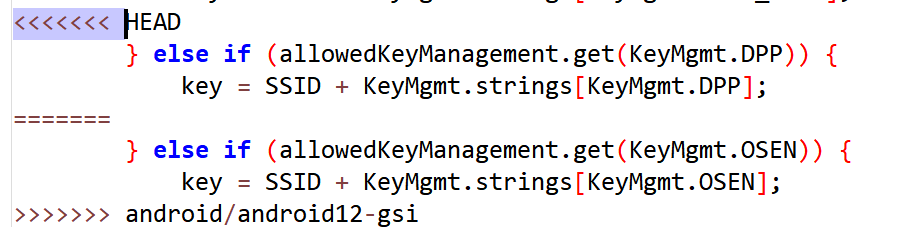 <<<<<<< HEAD
        } else if (allowedKeyManagement.get(KeyMgmt.DPP)) {
            key = SSID + KeyMgmt.strings[KeyMgmt.DPP];
=======
        } else if (allowedKeyManagement.get(KeyMgmt.OSEN)) {
            key = SSID + KeyMgmt.strings[KeyMgmt.OSEN];
>>>>>>> android/android12-gsi